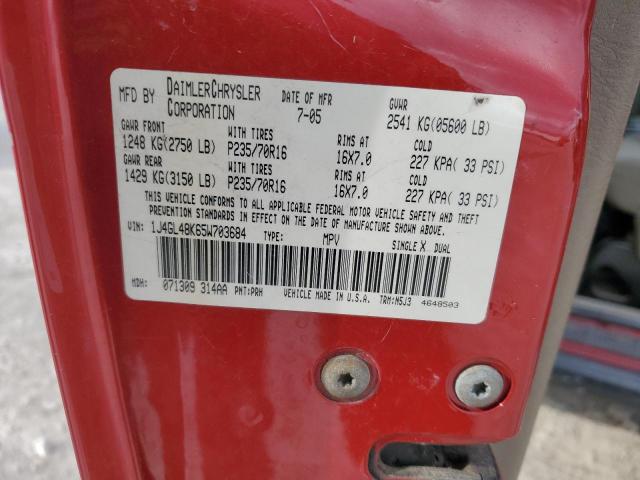 MFD BY DAIMLERCHRYSLER CORPORATION DATE OF MFR 7-05 GVWR 2541 KG(05600 LB)
GAWR FRONT WITH TIRES RIMS AT COLD
1248 KG(2750 LB) P235/70R16 16X7.0 227 KPA( 33 PSI)
GAWR REAR WITH TIRES RIMS AT COLD
1429 KG(3150 LB) P235/70R16 16X7.0 227 KPA( 33 PSI)
THIS VEHICLE CONFORMS TO ALL APPLICABLE FEDERAL MOTOR VEHICLE SAFETY AND THEFT
PREVENTION STANDARDS IN EFFECT ON THE DATE OF MANUFACTURE SHOWN ABOVE.
VIN: 1J4GL48K65W703684 TYPE: MPV SINGLE X DUAL
MDH: 071309 314AA PNT:PRH VEHICLE MADE IN U.S.A. TRM:N5J3 4648503